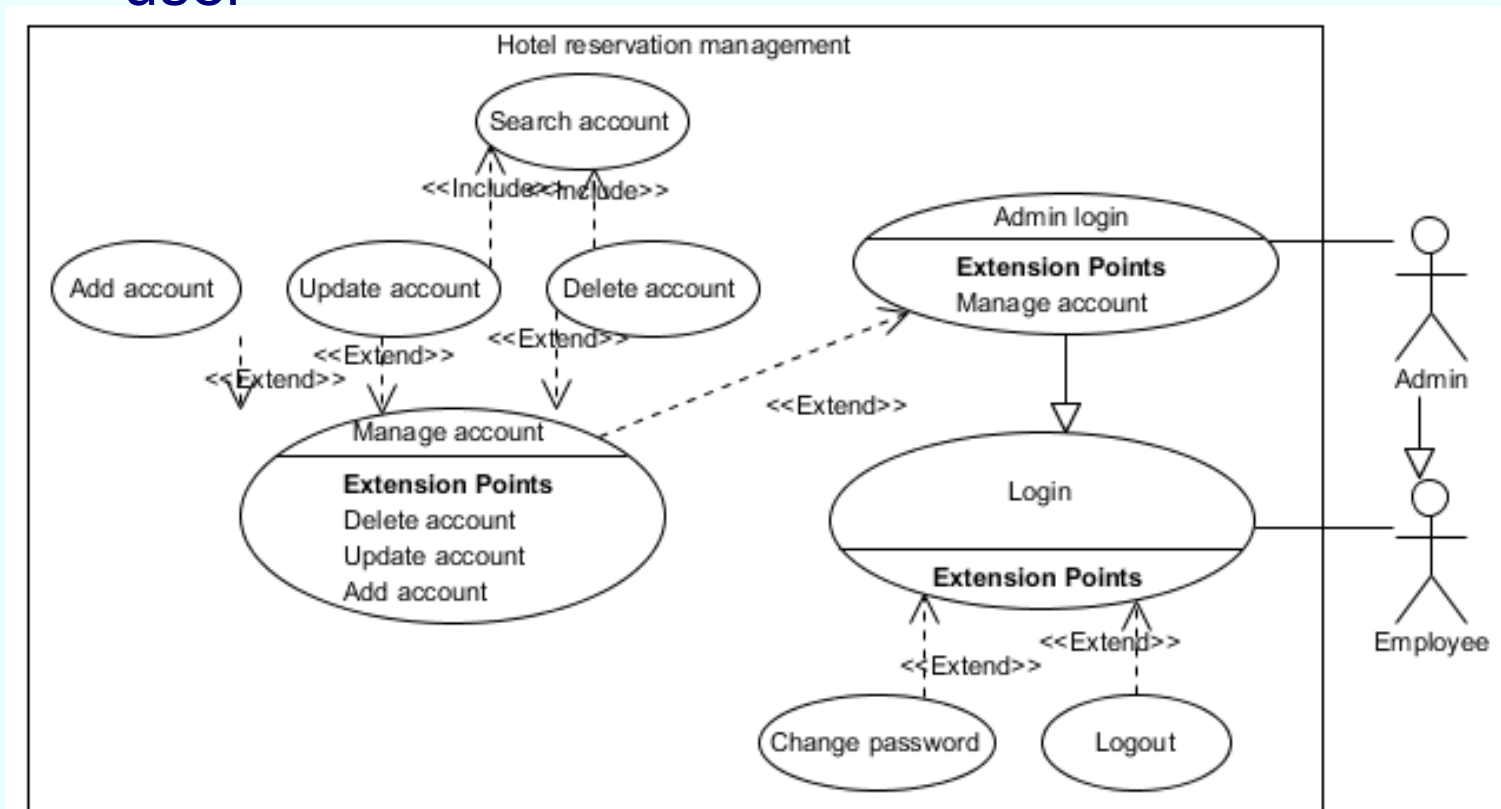 user
Hotel reservation management
Search account
<<Include>>
<<Include>>
Add account
Update account
Delete account
<<Extend>>
<<Extend>>
<<Extend>>
Manage account
Extension Points
Delete account
Update account
Add account
<<Extend>>
Admin login
Extension Points
Manage account
Admin
Login
Extension Points
Employee
<<Extend>>
<<Extend>>
Change password
Logout